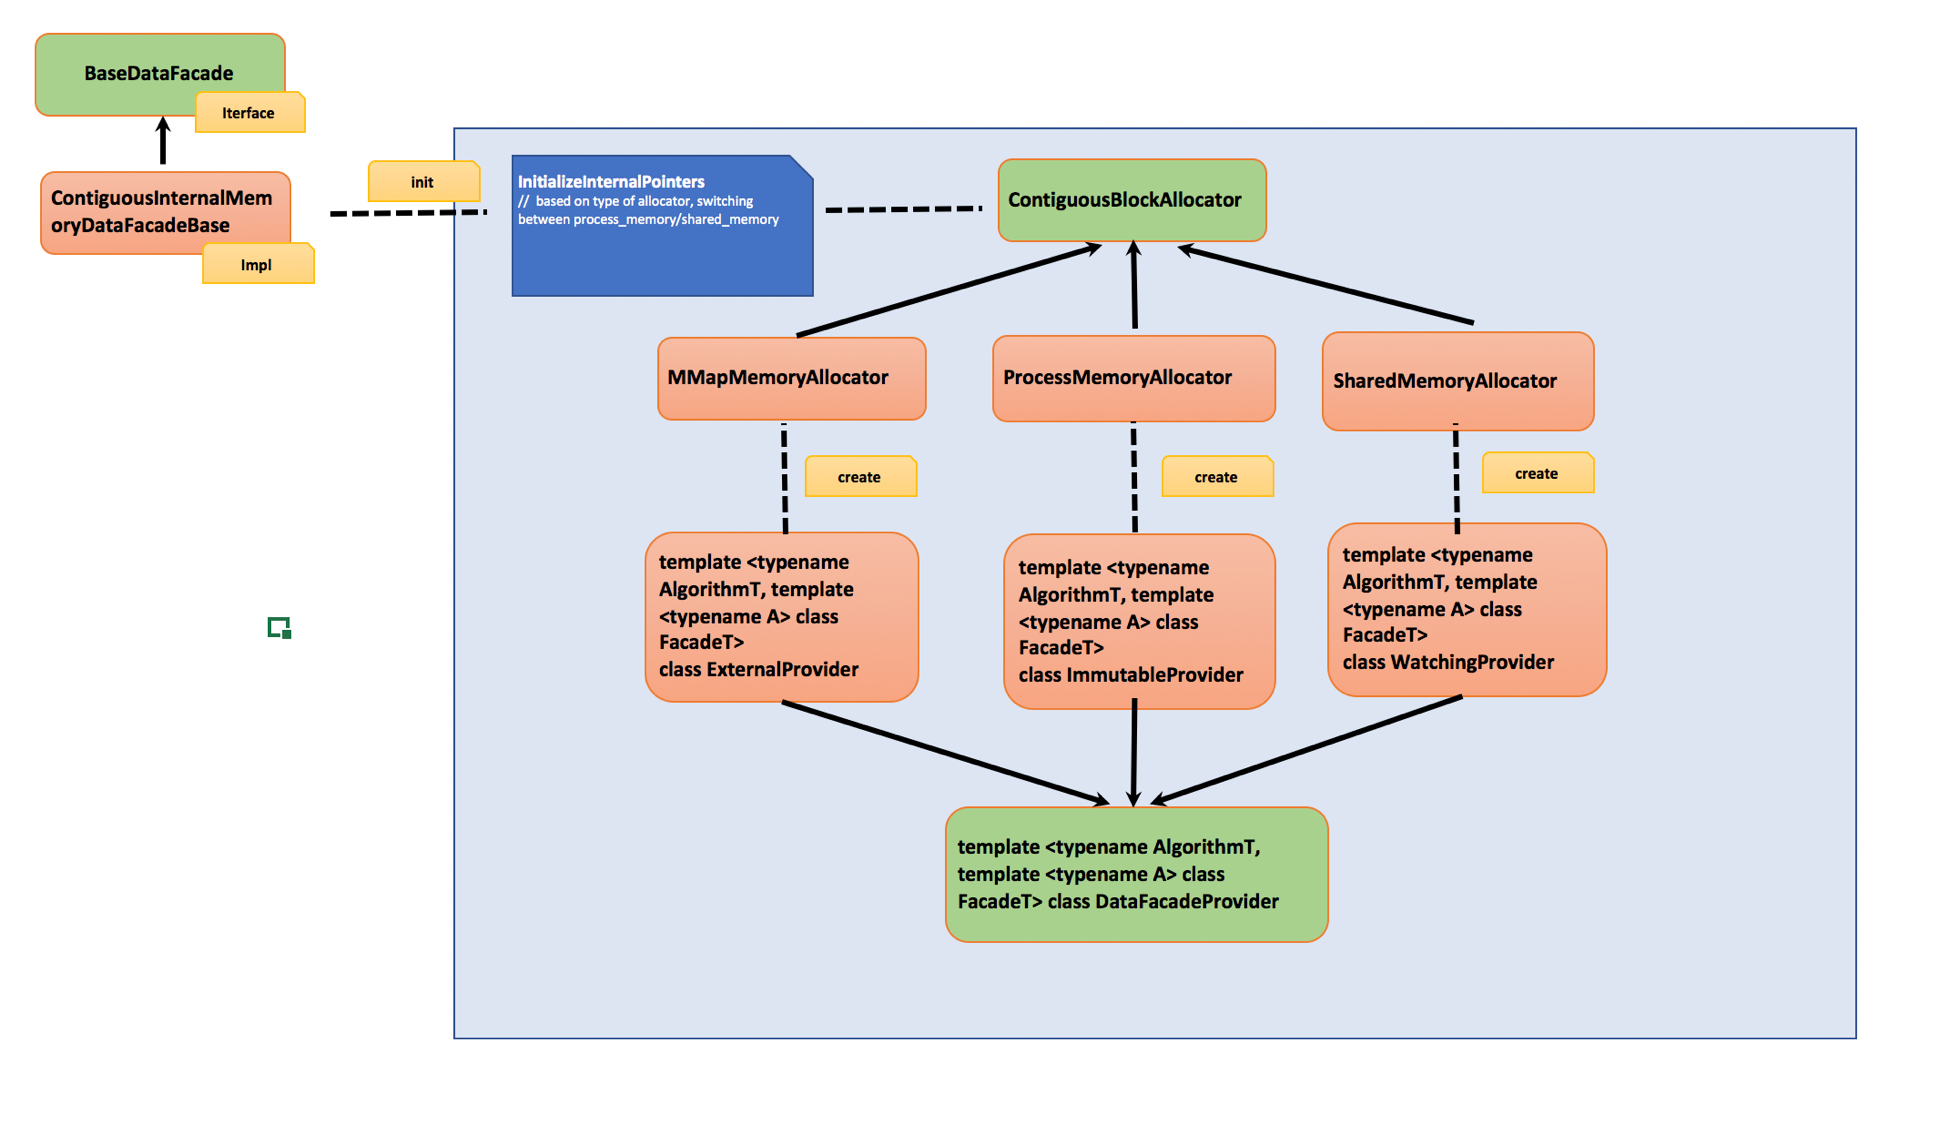 BaseDataFacade
Iterface
ContiguousInternalMem
oryDataFacadeBase
Impl
init
InitializeInternalPointers
// based on type of allocator, switching
between process_memory/shared_memory
ContiguousBlockAllocator
MMapMemoryAllocator
ProcessMemoryAllocator
SharedMemoryAllocator
create
create
create
template <typename
AlgorithmT, template
<typename A> class
FacadeT>
class ExternalProvider
template <typename
AlgorithmT, template
<typename A> class
FacadeT>
class ImmutableProvider
template <typename
AlgorithmT, template
<typename A> class
FacadeT>
class WatchingProvider
template <typename AlgorithmT,
template <typename A> class
FacadeT> class DataFacadeProvider